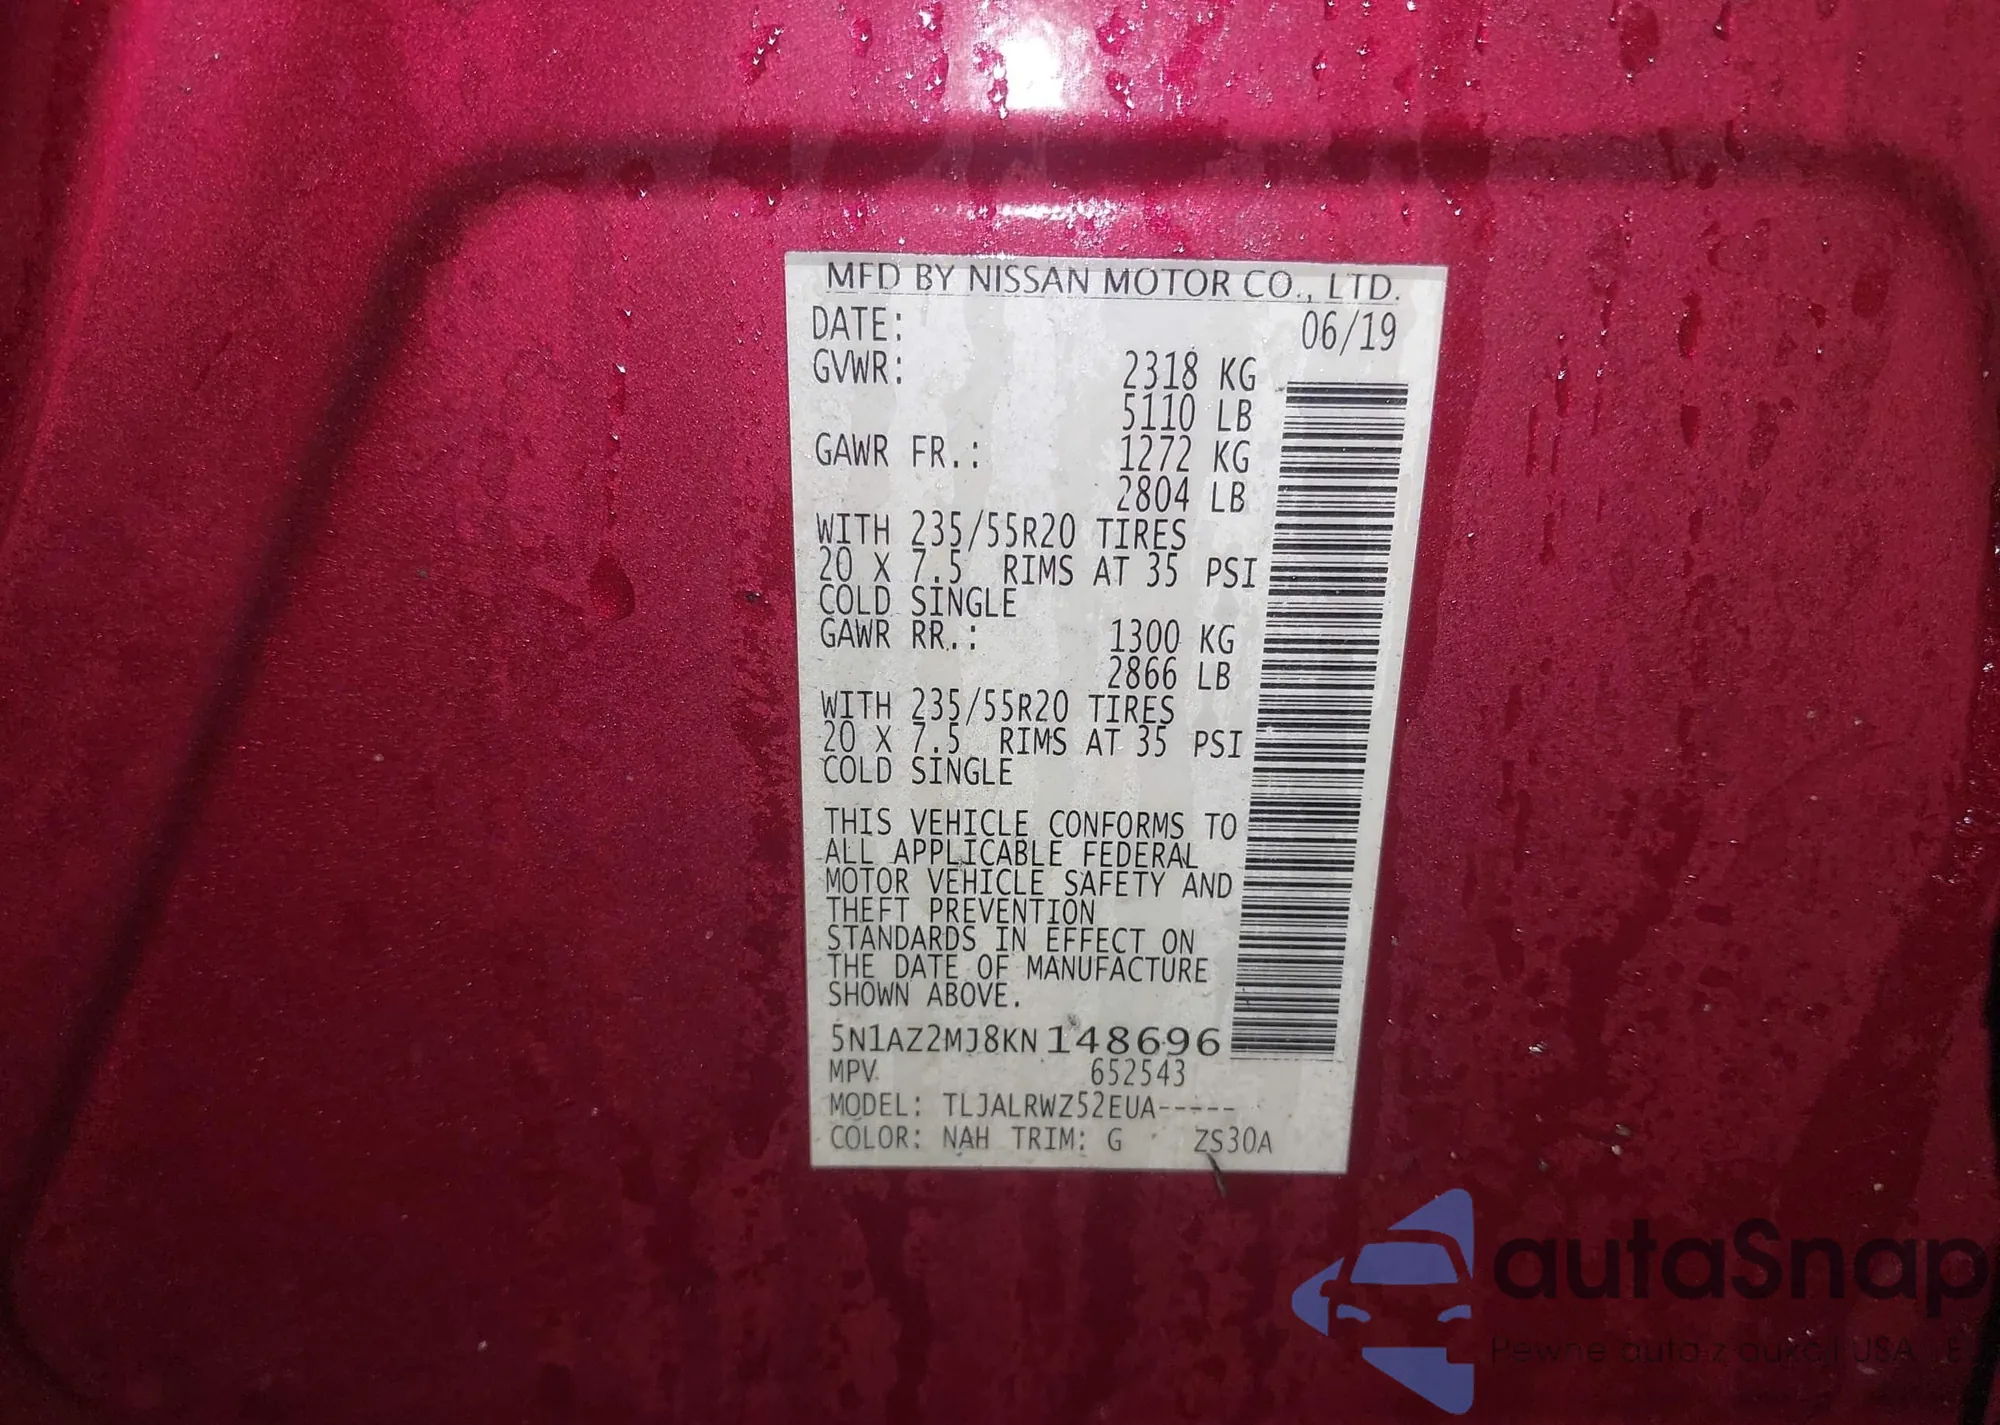 MFD BY NISSAN MOTOR CO., LTD.
DATE: 06/19
GVWR: 2318 KG
5110 LB
GAWR FR.: 1272 KG
2804 LB
WITH 235/55R20 TIRES
20 X 7.5 RIMS AT 35 PSI
COLD SINGLE
GAWR RR.: 1300 KG
2866 LB
WITH 235/55R20 TIRES
20 X 7.5 RIMS AT 35 PSI
COLD SINGLE
THIS VEHICLE CONFORMS TO
ALL APPLICABLE FEDERAL
MOTOR VEHICLE SAFETY AND
THEFT PREVENTION
STANDARDS IN EFFECT ON
THE DATE OF MANUFACTURE
SHOWN ABOVE.
5N1AZ2MJ8KN148696
MPV 652543
MODEL: TLJALRWZ52EUA-----
COLOR: NAH TRIM: G ZS30A
autaSnap
Pewne auta z aukcji USA